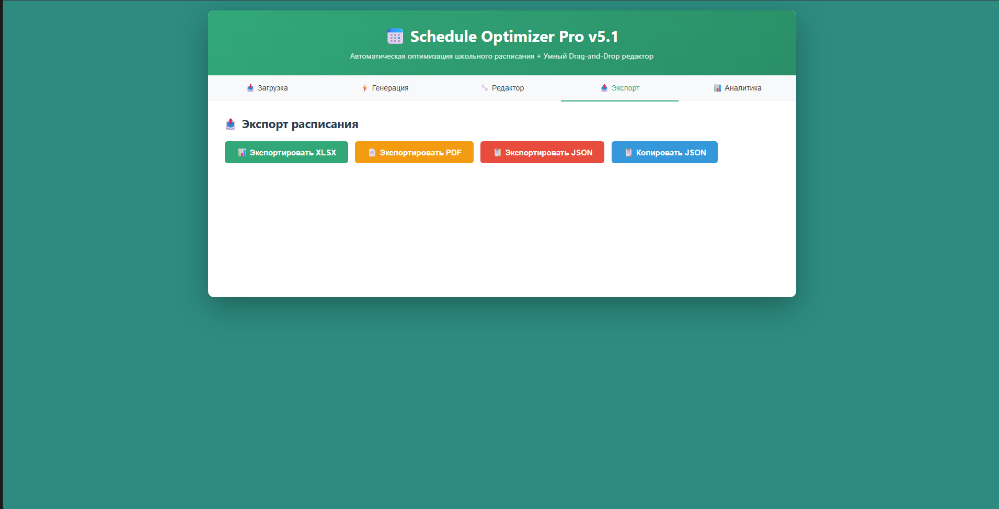 Schedule Optimizer Pro v5.1
Автоматическая оптимизация школьного расписания + Умный Drag-and-Drop редактор
Загрузка
Генерация
Редактор
Экспорт
Аналитика
Экспорт расписания
Экспортировать XLSX
Экспортировать PDF
Экспортировать JSON
Копировать JSON